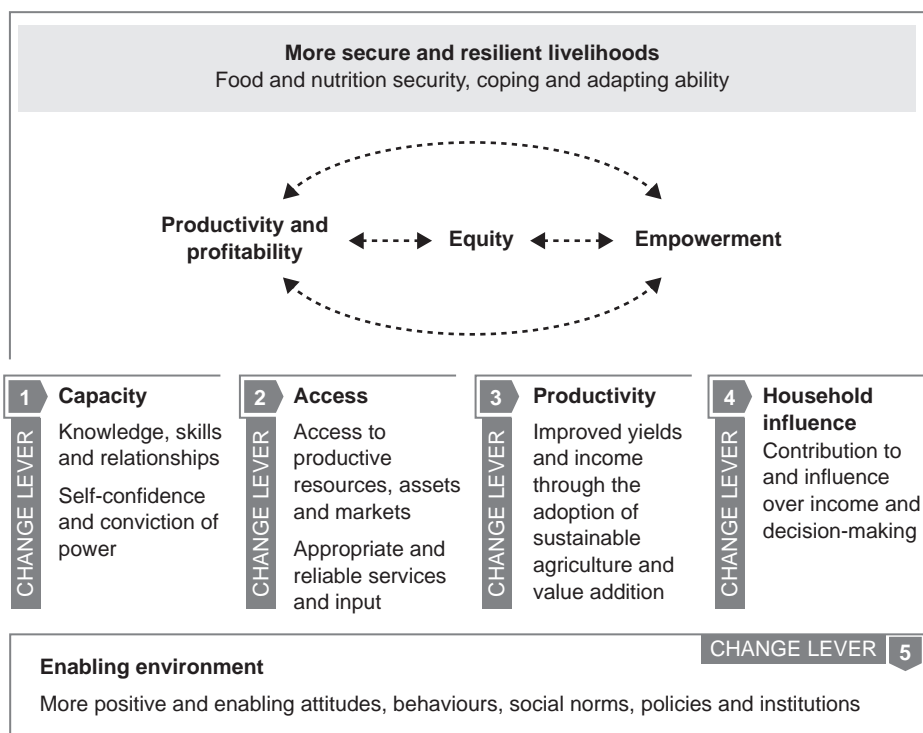 More secure and resilient livelihoods
Food and nutrition security, coping and adapting ability
Productivity and
profitability
Equity
Empowerment
1
Capacity
CHANGE LEVER
Knowledge, skills
and relationships
Self-confidence
and conviction of
power
2
Access
CHANGE LEVER
Access to
productive
resources, assets
and markets
Appropriate and
reliable services
and input
3
Productivity
CHANGE LEVER
Improved yields
and income
through the
adoption of
sustainable
agriculture and
value addition
4
Household
influence
CHANGE LEVER
Contribution to
and influence
over income and
decision-making
CHANGE LEVER 5
Enabling environment
More positive and enabling attitudes, behaviours, social norms, policies and institutions